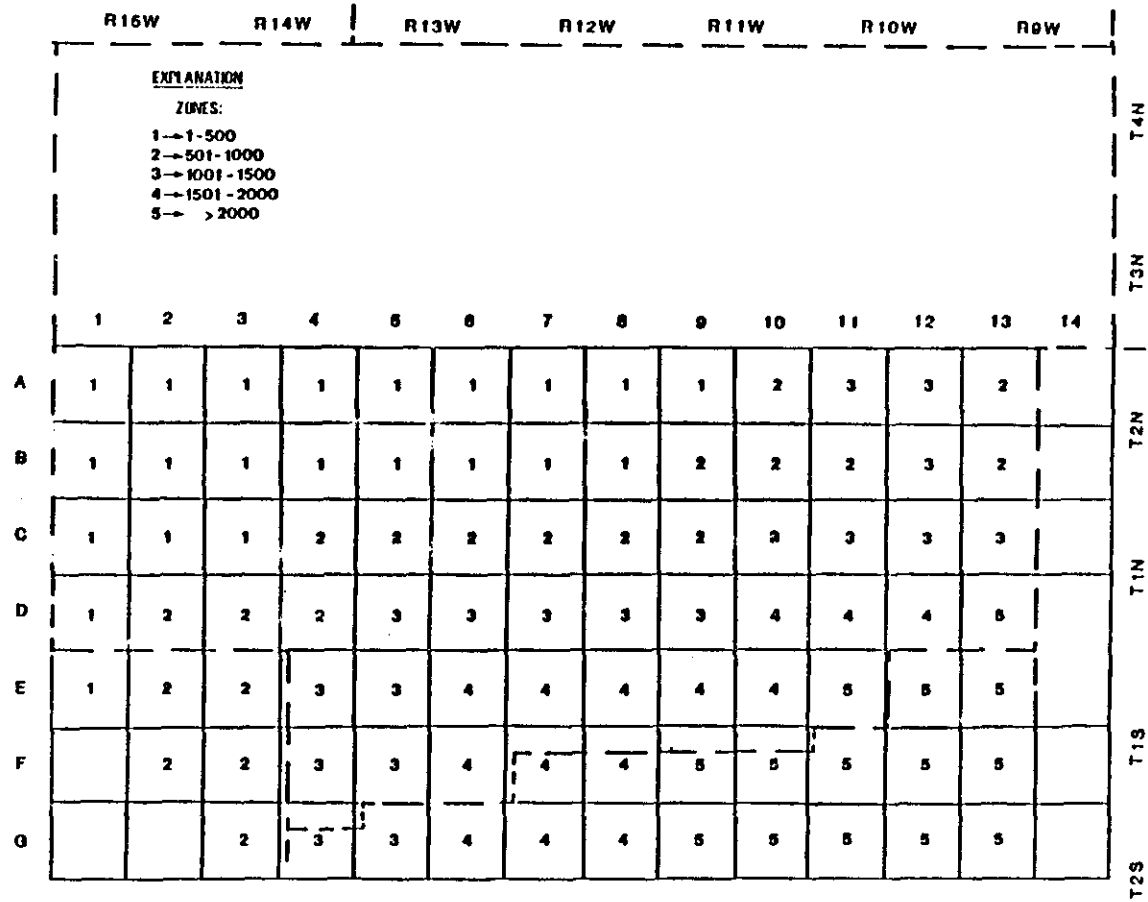 R15W R14W R13W R12W R11W R10W R9W
EXPLANATION
ZONES:
1→1-500
2→501-1000
3→1001-1500
4→1501-2000
5→ >2000
T4N
T3N
1 2 3 4 5 6 7 8 9 10 11 12 13 14
A 1 1 1 1 1 1 1 1 1 2 3 3 2
T2N
B 1 1 1 1 1 1 1 1 2 2 2 3 2
C 1 1 1 2 2 2 2 2 2 3 3 3
T1N
D 1 2 2 2 3 3 3 3 3 4 4 4 5
E 1 2 2 3 3 4 4 4 4 4 5 5 5
T1S
F 2 2 3 3 4 4 4 5 5 5 5 5
G 2 3 3 4 4 4 5 5 5 5 5
T2S